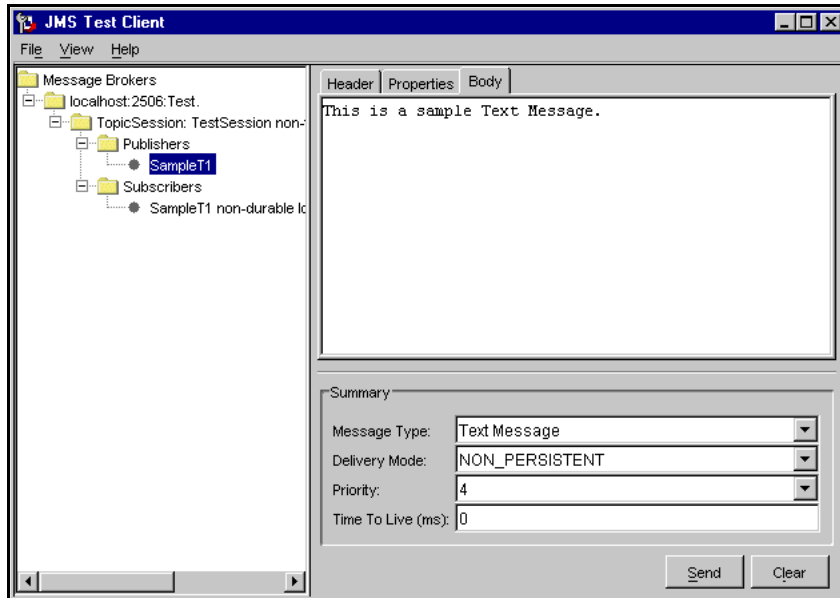 JMS Test Client
File View Help
Message Brokers
localhost:2506:Test.
TopicSession: TestSession non-
Publishers
SampleT1
Subscribers
SampleT1 non-durable lo
Header Properties Body
This is a sample Text Message.
Summary
Message Type: Text Message
Delivery Mode: NON_PERSISTENT
Priority: 4
Time To Live (ms): 0
Send Clear